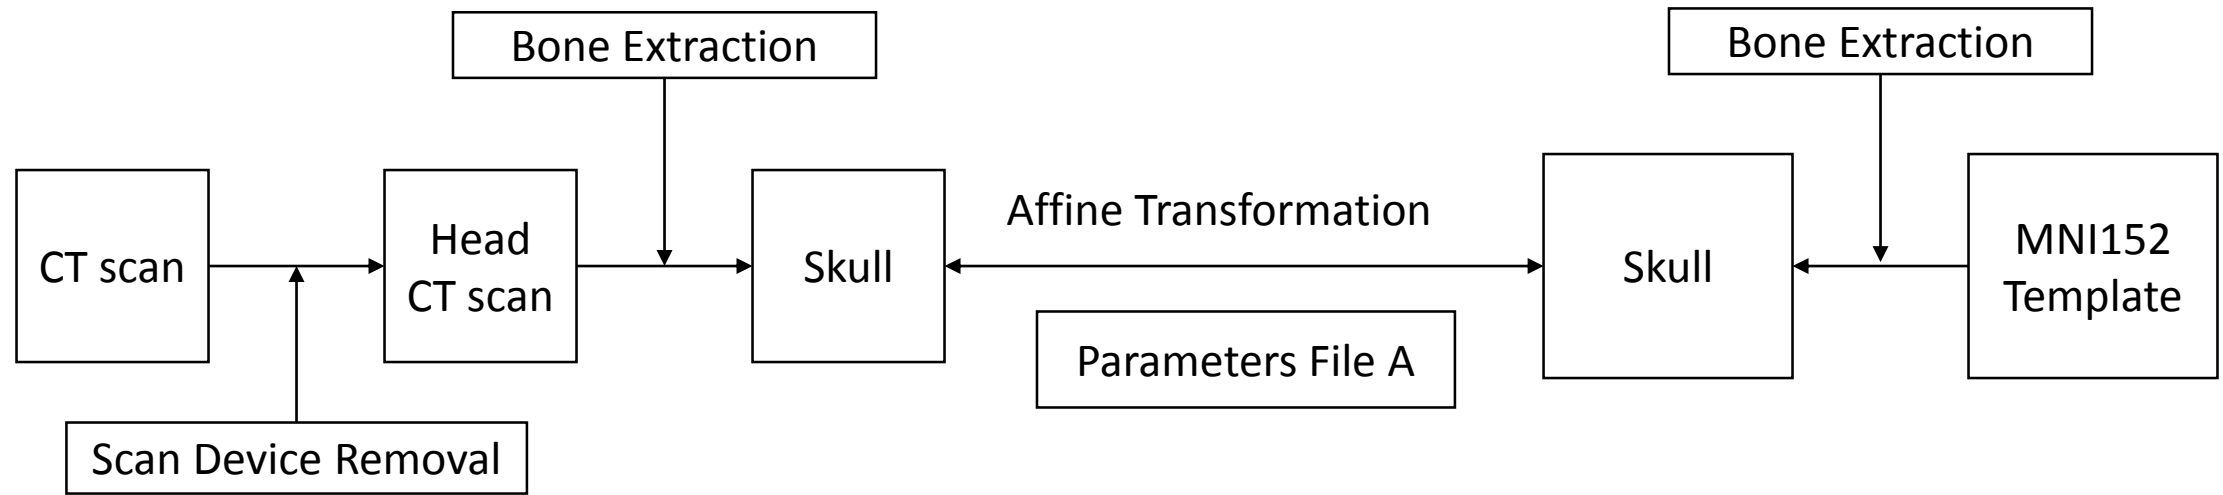 Bone Extraction
Bone Extraction
CT scan
Head
CT scan
Skull
Affine Transformation
Parameters File A
Skull
MNI152
Template
Scan Device Removal